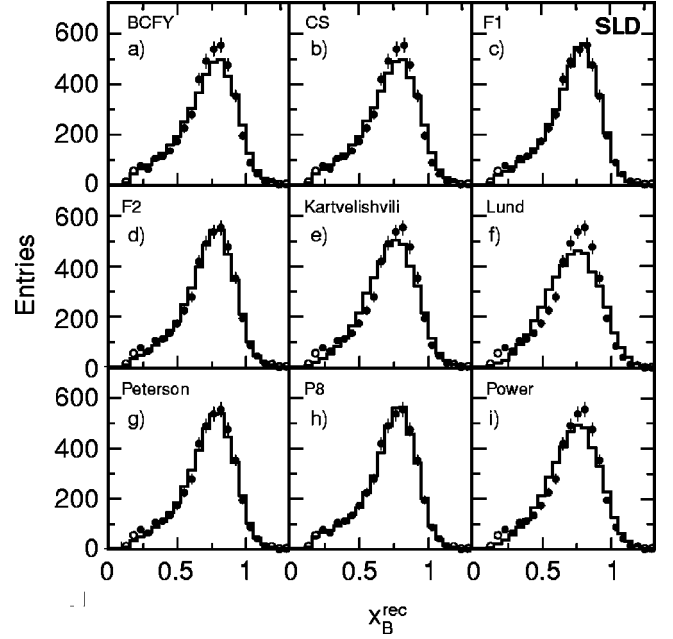 BCFY CS F1 SLD
a) b) c)
600
400
200
0
F2 Kartvelishvili Lund
d) e) f)
600
400
200
0
Entries
Peterson P8 Power
g) h) i)
600
400
200
0
0 0.5 1 0 0.5 1 0 0.5 1
x_B^rec